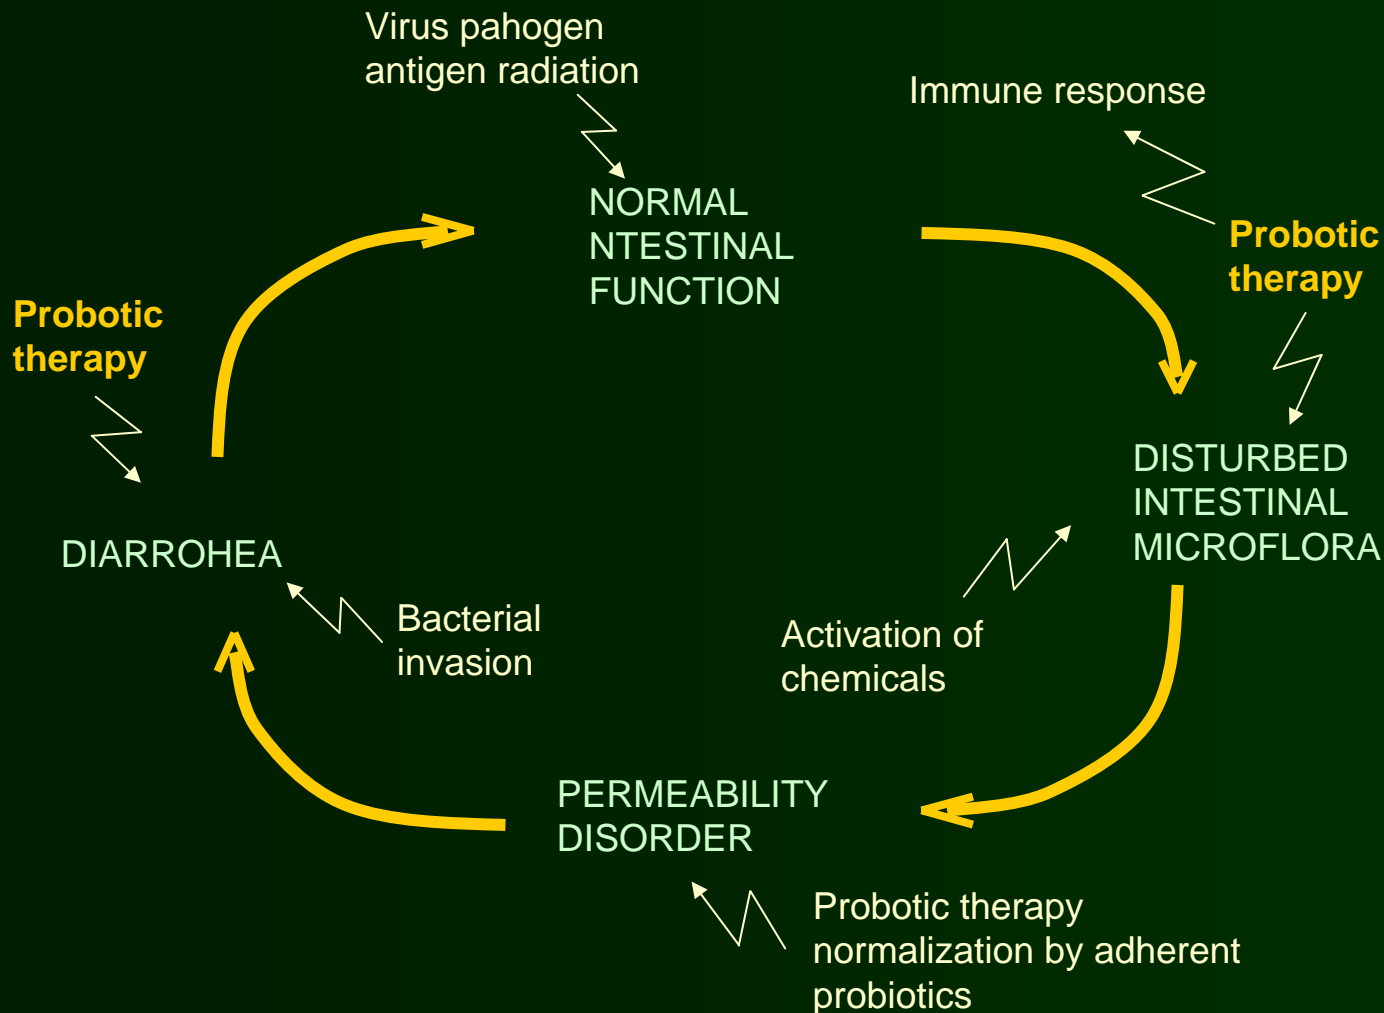 Virus pahogen
antigen radiation
Immune response
NORMAL
NTESTINAL
FUNCTION
Probotic
therapy
Probotic
therapy
DISTURBED
INTESTINAL
MICROFLORA
DIARROHEA
Bacterial
invasion
Activation of
chemicals
PERMEABILITY
DISORDER
Probotic therapy
normalization by adherent
probiotics